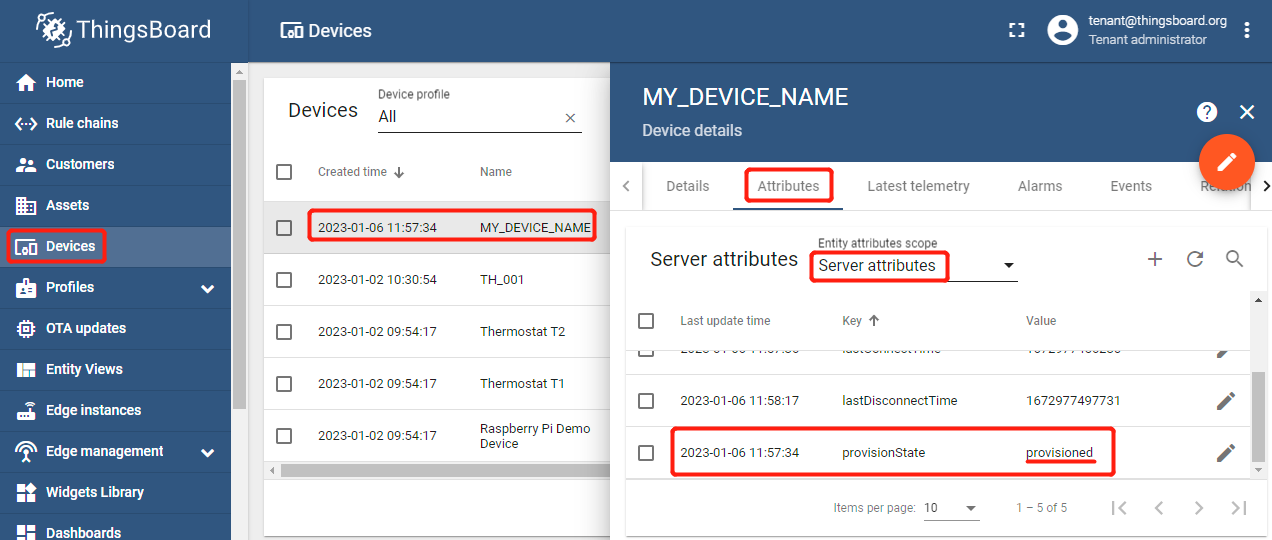 ThingsBoard
Devices
tenant@thingsboard.org
Tenant administrator
Home
Rule chains
Customers
Assets
Devices
Profiles
OTA updates
Entity Views
Edge instances
Edge management
Widgets Library
Dashboards
Devices
Device profile
All
Created time
Name
2023-01-06 11:57:34
MY_DEVICE_NAME
2023-01-02 10:30:54
TH_001
2023-01-02 09:54:17
Thermostat T2
2023-01-02 09:54:17
Thermostat T1
2023-01-02 09:54:17
Raspberry Pi Demo
Device
MY_DEVICE_NAME
Device details
Details
Attributes
Latest telemetry
Alarms
Events
Server attributes
Entity attributes scope
Server attributes
Last update time
Key
Value
2023-01-06 11:58:17
lastDisconnectTime
1672977497731
2023-01-06 11:57:34
provisionState
provisioned
Items per page:
10
1 – 5 of 5